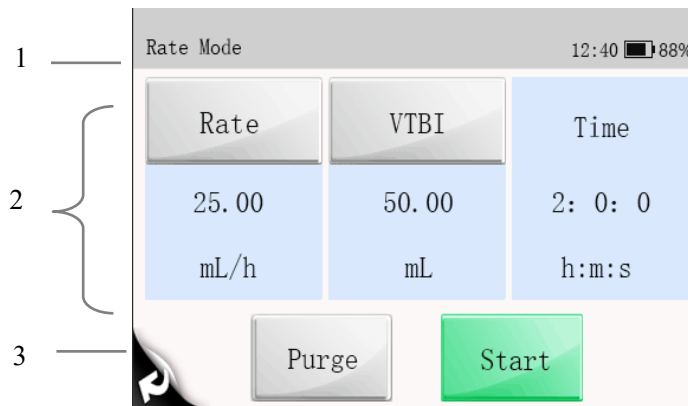 1
Rate Mode 12:40 88%
2
Rate VTBI Time
25.00 50.00 2: 0: 0
mL/h mL h:m:s
3
Purge Start